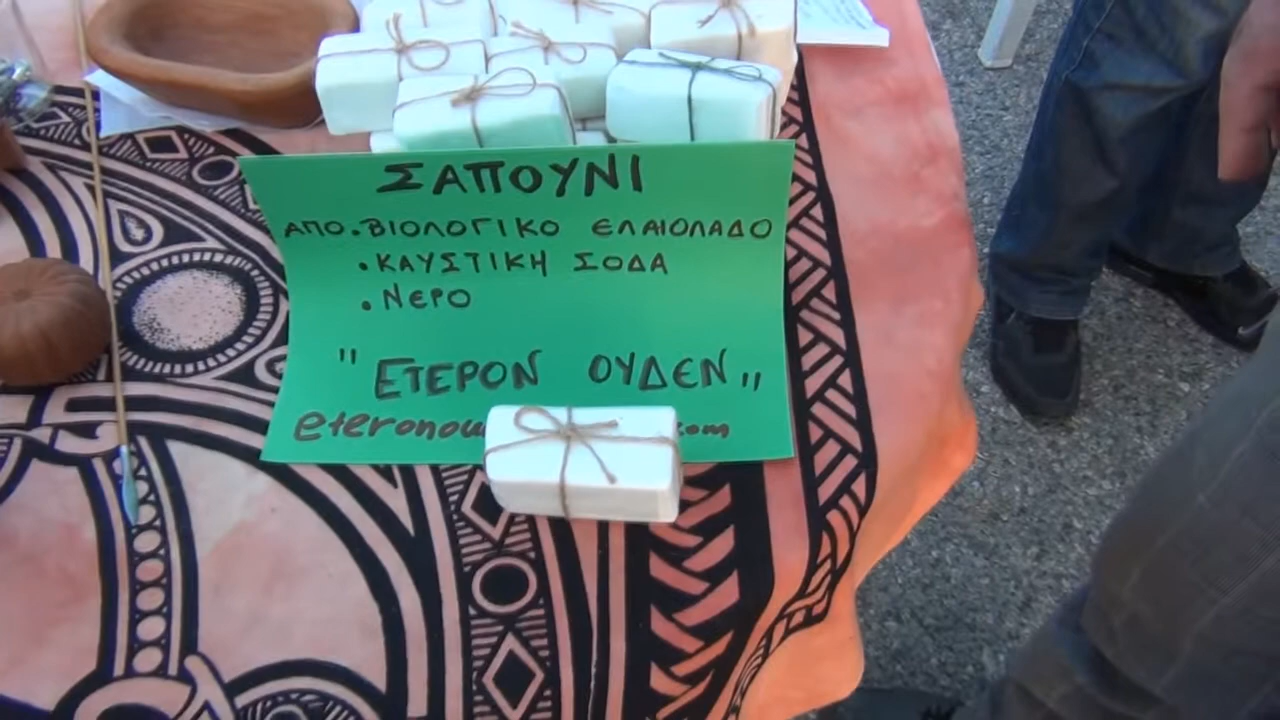 ΣΑΠΟΥΝΙ
ΑΠΟ. ΒΙΟΛΟΓΙΚΟ ΕΛΑΙΟΛΑΔΟ
• ΚΑΥΣΤΙΚΗ ΣΟΔΑ
• ΝΕΡΟ
" ΕΤΕΡΟΝ ΟΥΔΕΝ "